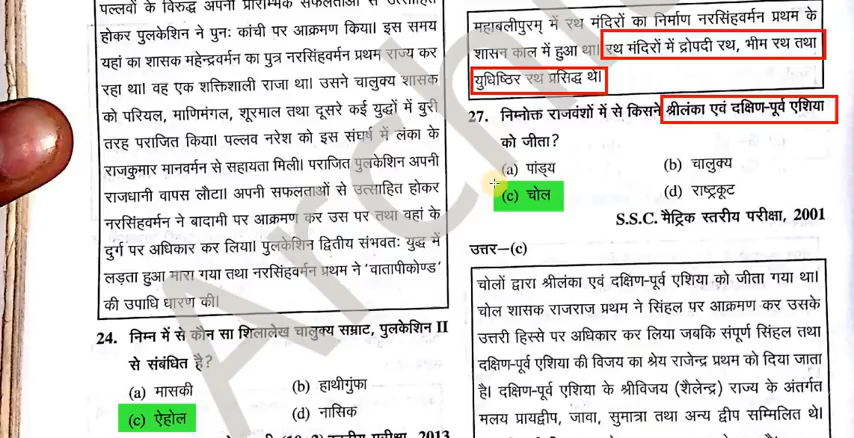 पल्लवों के विरुद्ध अपनी प्रारम्भिक सफलताओं से उत्साहित
होकर पुलकेशिन ने पुनः कांची पर आक्रमण किया। इस समय
यहां का शासक महेन्द्रवर्मन का पुत्र नरसिंहवर्मन प्रथम राज्य कर
रहा था। वह एक शक्तिशाली राजा था। उसने चालुक्य शासक
को परियल, माणिमंगल, शूरमाल तथा दूसरे कई युद्धों में बुरी
तरह पराजित किया। पल्लव नरेश को इस संघर्ष में लंका के
राजकुमार मानवर्मन से सहायता मिली। पराजित पुलकेशिन अपनी
राजधानी वापस लौटा। अपनी सफलताओं से उत्साहित होकर
नरसिंहवर्मन ने बादामी पर आक्रमण कर उस पर तथा वहां के
दुर्ग पर अधिकार कर लिया। पुलकेशिन द्वितीय संभवतः युद्ध में
लड़ता हुआ मारा गया तथा नरसिंहवर्मन प्रथम ने 'वातापीकोण्ड'
की उपाधि धारण की।
24. निम्न में से कौन सा शिलालेख चालुक्य सम्राट, पुलकेशिन II
से संबंधित है?
(a) मासकी (b) हाथीगुंफा
(c) ऐहोल (d) नासिक
महाबलीपुरम् में रथ मंदिरों का निर्माण नरसिंहवर्मन प्रथम के
शासन काल में हुआ था। रथ मंदिरों में द्रोपदी रथ, भीम रथ तथा
युधिष्ठिर रथ प्रसिद्ध थे।
27. निम्नोक्त राजवंशों में से किसने श्रीलंका एवं दक्षिण-पूर्व एशिया
को जीता?
(a) पांड्य (b) चालुक्य
(c) चोल (d) राष्ट्रकूट
S.S.C. मैट्रिक स्तरीय परीक्षा, 2001
उत्तर–(c)
चोलों द्वारा श्रीलंका एवं दक्षिण-पूर्व एशिया को जीता गया था।
चोल शासक राजराज प्रथम ने सिंहल पर आक्रमण कर उसके
उत्तरी हिस्से पर अधिकार कर लिया जबकि संपूर्ण सिंहल तथा
दक्षिण-पूर्व एशिया की विजय का श्रेय राजेन्द्र प्रथम को दिया जाता
है। दक्षिण-पूर्व एशिया के श्रीविजय (शैलेन्द्र) राज्य के अंतर्गत
मलय प्रायद्वीप, जावा, सुमात्रा तथा अन्य द्वीप सम्मिलित थे।